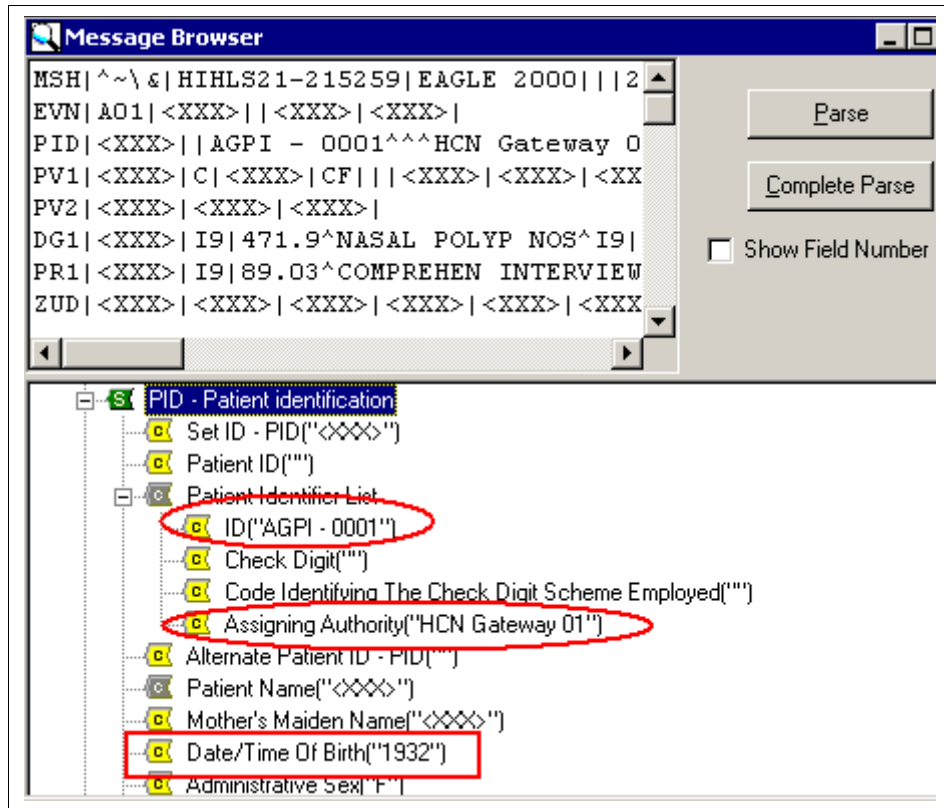 Message Browser
MSH|^~\&|HIHLS21-215259|EAGLE 2000|||2
EVN|A01|<XXX>||<XXX>|<XXX>|
PID|<XXX>||AGPI - 0001^^^HCN Gateway 0
PV1|<XXX>|C|<XXX>|CF|||<XXX>|<XXX>|<XX
PV2|<XXX>|<XXX>|<XXX>|
DG1|<XXX>|I9|471.9^NASAL POLYP NOS^I9|
PR1|<XXX>|I9|89.03^COMPREHEN INTERVIEW
ZUD|<XXX>|<XXX>|<XXX>|<XXX>|<XXX
Parse
Complete Parse
Show Field Number
S PID - Patient identification
C Set ID - PID("<XXX>")
C Patient ID("")
C Patient Identifier List
C ID("AGPI - 0001")
C Check Digit("")
C Code Identifying The Check Digit Scheme Employed("")
C Assigning Authority("HCN Gateway 01")
C Alternate Patient ID - PID("")
C Patient Name("<XXX>")
C Mother's Maiden Name("<XXX>")
C Date/Time Of Birth("1932")
C Administrative Sex("F")